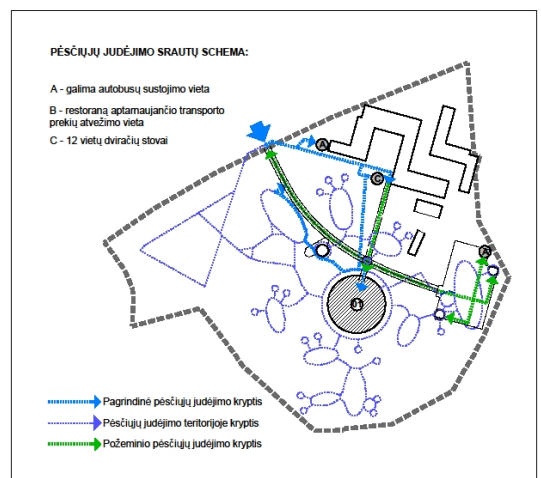 PĖSČIŲJŲ JUDĖJIMO SRAUTŲ SCHEMA:
A - galima autobusų sustojimo vieta
B - restoraną aptarnaujančio transporto
prekių atvežimo vieta
C - 12 vietų dviračių stovai
A
C
01
Pagrindinė pėsčiųjų judėjimo kryptis
Pėsčiųjų judėjimo teritorijoje kryptis
Požeminio pėsčiųjų judėjimo kryptis